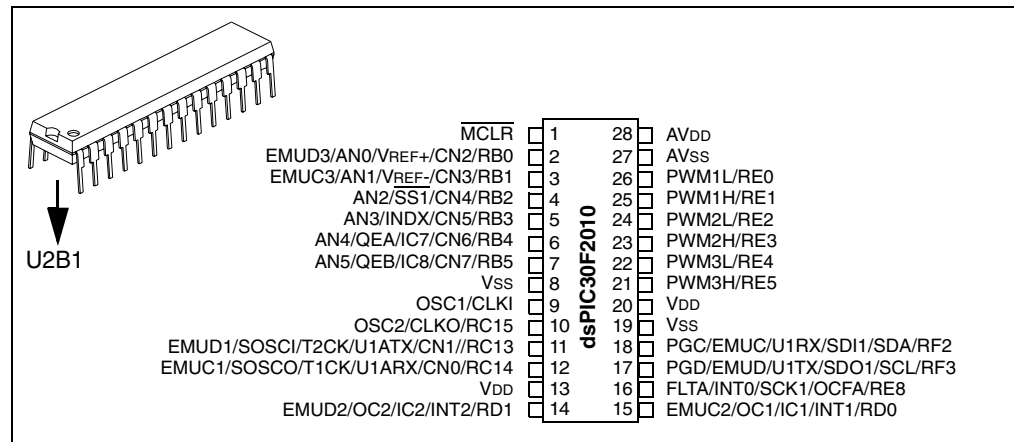 MCLR 1 28 AVDD
EMUD3/AN0/VREF+/CN2/RB0 2 27 AVSS
EMUC3/AN1/VREF-/CN3/RB1 3 26 PWM1L/RE0
AN2/SS1/CN4/RB2 4 25 PWM1H/RE1
AN3/INDX/CN5/RB3 5 24 PWM2L/RE2
AN4/QEA/IC7/CN6/RB4 6 23 PWM2H/RE3
AN5/QEB/IC8/CN7/RB5 7 22 PWM3L/RE4
VSS 8 21 PWM3H/RE5
OSC1/CLKI 9 20 VDD
OSC2/CLKO/RC15 10 19 VSS
EMUD1/SOSCI/T2CK/U1ATX/CN1//RC13 11 18 PGC/EMUC/U1RX/SDI1/SDA/RF2
EMUC1/SOSCO/T1CK/U1ARX/CN0/RC14 12 17 PGD/EMUD/U1TX/SDO1/SCL/RF3
VDD 13 16 FLTA/INT0/SCK1/OCFA/RE8
EMUD2/OC2/IC2/INT2/RD1 14 15 EMUC2/OC1/IC1/INT1/RD0
dsPIC30F2010
U2B1